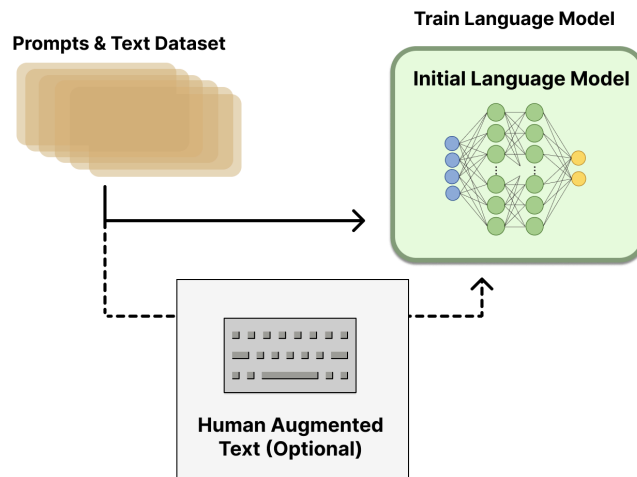 Train Language Model
Prompts & Text Dataset
Initial Language Model
Human Augmented
Text (Optional)